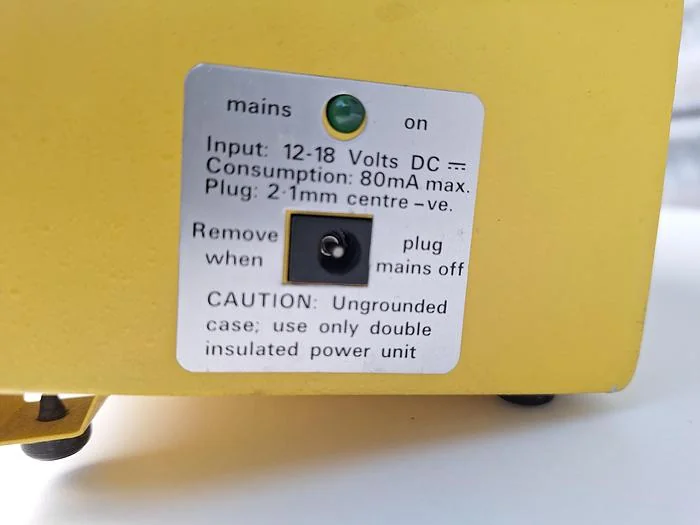 mains on
Input: 12-18 Volts DC ⎓
Consumption: 80mA max.
Plug: 2·1mm centre –ve.
Remove plug
when mains off
CAUTION: Ungrounded
case; use only double
insulated power unit